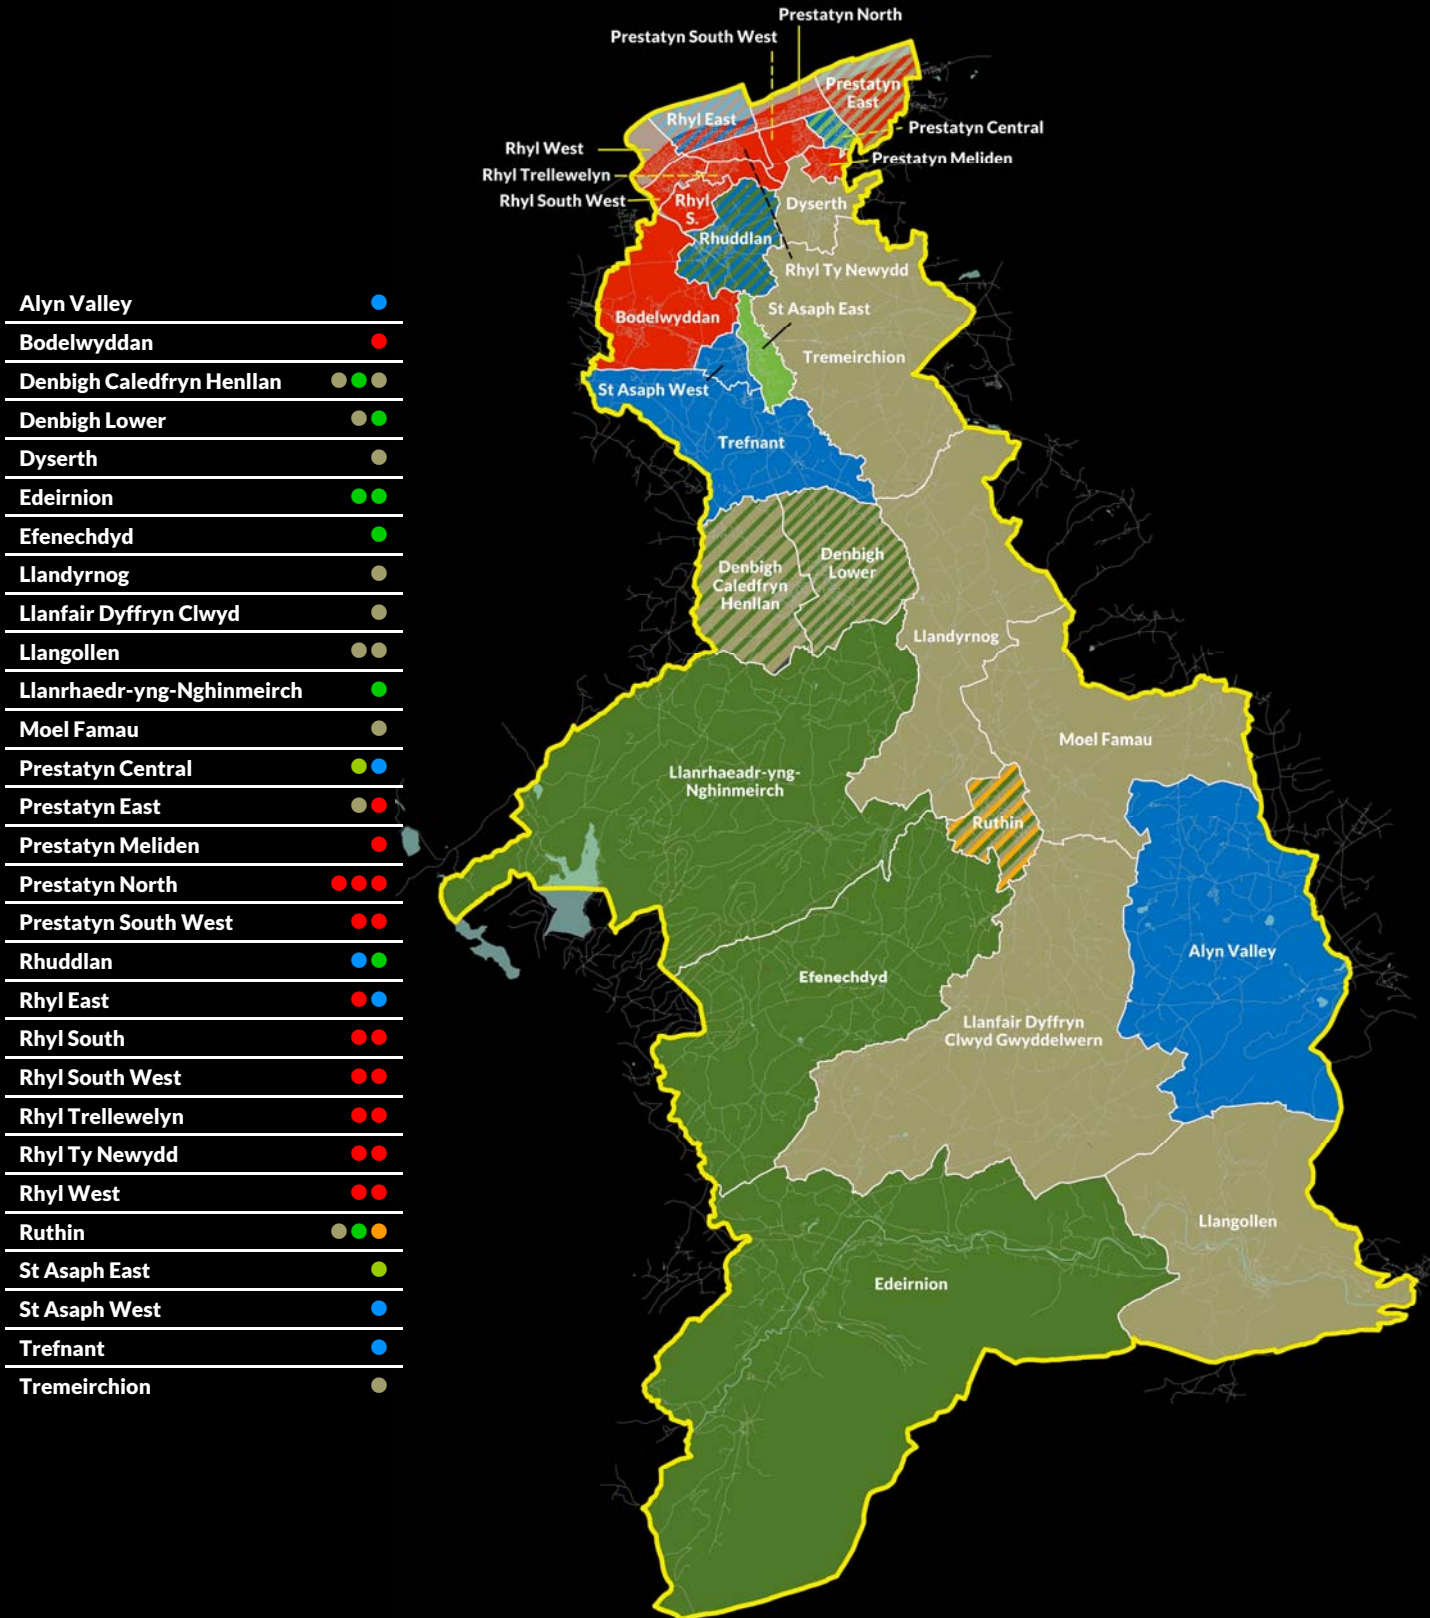 Alyn Valley
Bodelwyddan
Denbigh Caledfryn Henllan
Denbigh Lower
Dyserth
Edeirnion
Efenechdyd
Llandyrnog
Llanfair Dyffryn Clwyd
Llangollen
Llanrhaedr-yng-Nghinmeirch
Moel Famau
Prestatyn Central
Prestatyn East
Prestatyn Meliden
Prestatyn North
Prestatyn South West
Rhuddlan
Rhyl East
Rhyl South
Rhyl South West
Rhyl Trellewelyn
Rhyl Ty Newydd
Rhyl West
Ruthin
St Asaph East
St Asaph West
Trefnant
Tremeirchion
Prestatyn North
Prestatyn South West
Prestatyn
East
Rhyl East
Prestatyn Central
Rhyl West
Prestatyn Meliden
Rhyl Trellewelyn
Rhyl South West
Rhyl
S.
Dyserth
Rhuddlan
Rhyl Ty Newydd
St Asaph East
Bodelwyddan
Tremeirchion
St Asaph West
Trefnant
Denbigh
Lower
Denbigh
Caledfryn
Henllan
Llandyrnog
Moel Famau
Llanrhaeadr-yng-
Nghinmeirch
Ruthin
Alyn Valley
Efenechdyd
Llanfair Dyffryn
Clwyd Gwyddelwern
Llangollen
Edeirnion